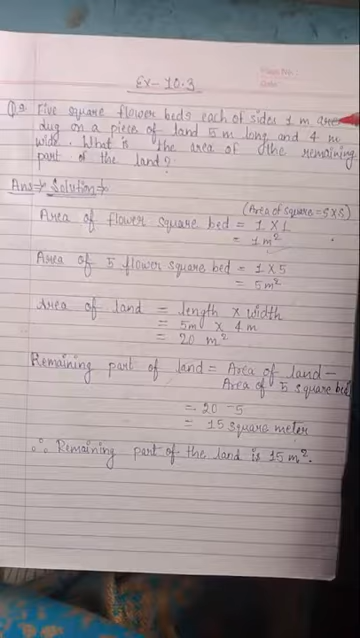 Ex - 10.3
Q 9. Five square flower beds each of sides 1 m are
dug on a piece of land 5 m long and 4 m
wide. What is the area of the remaining
part of the land?
Ans⇒ Solution⇒
(Area of square = S×S)
Area of flower square bed = 1 × 1
= 1 m²
Area of 5 flower square bed = 1 × 5
= 5m²
Area of land = length × width
= 5m × 4 m
= 20 m²
Remaining part of land = Area of land -
Area of 5 square bed
= 20 - 5
= 15 square meter
∴ Remaining part of the land is 15 m².